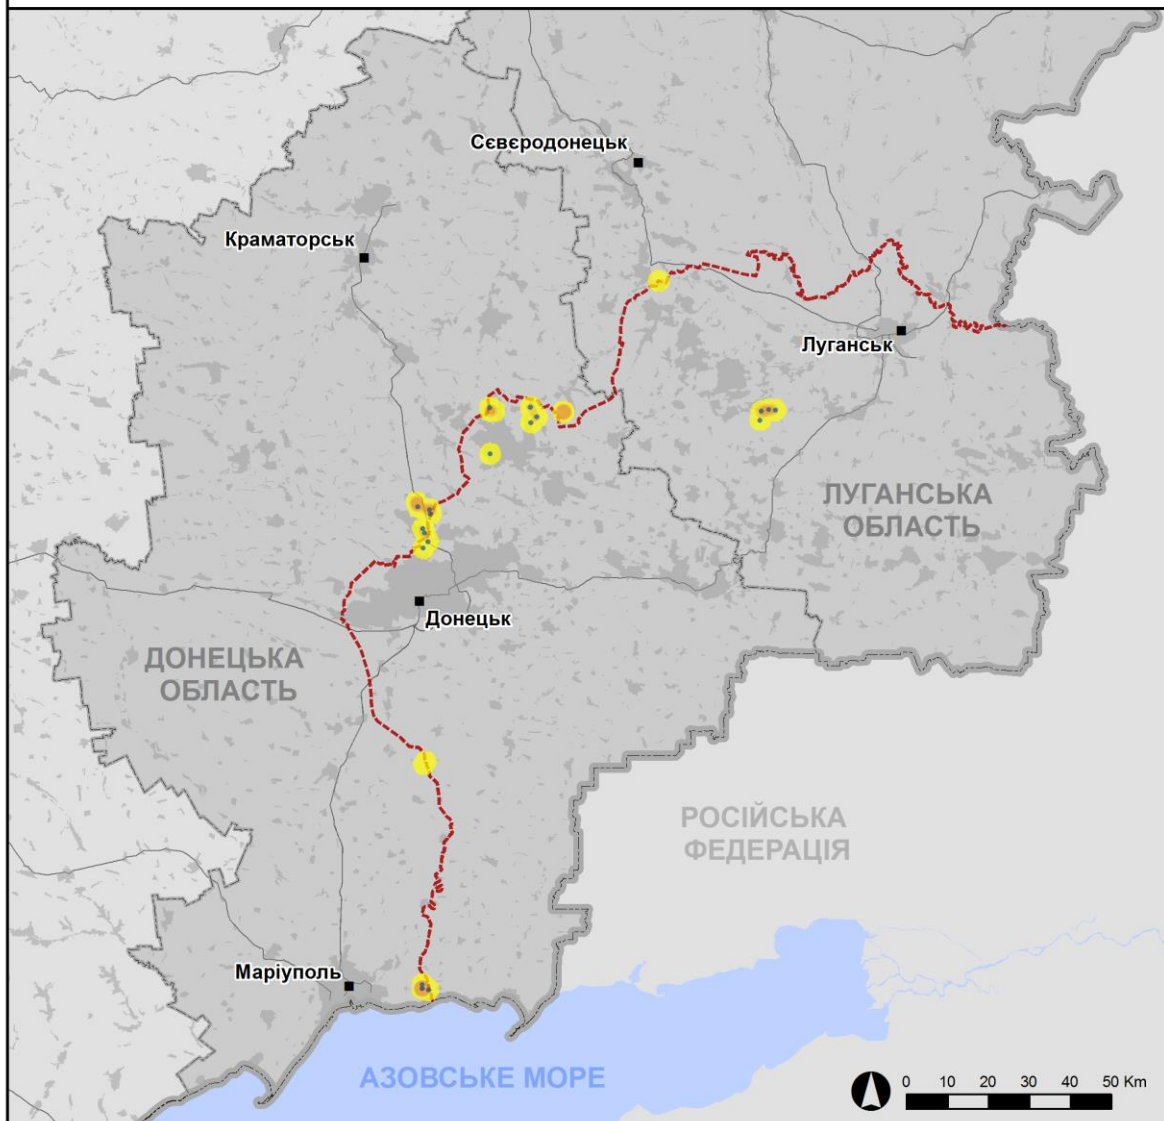 Сєвєродонецьк
Краматорськ
Луганськ
ЛУГАНСЬКА
ОБЛАСТЬ
Донецьк
ДОНЕЦЬКА
ОБЛАСТЬ
РОСІЙСЬКА
ФЕДЕРАЦІЯ
Маріуполь
АЗОВСЬКЕ МОРЕ
0 10 20 30 40 50 Km